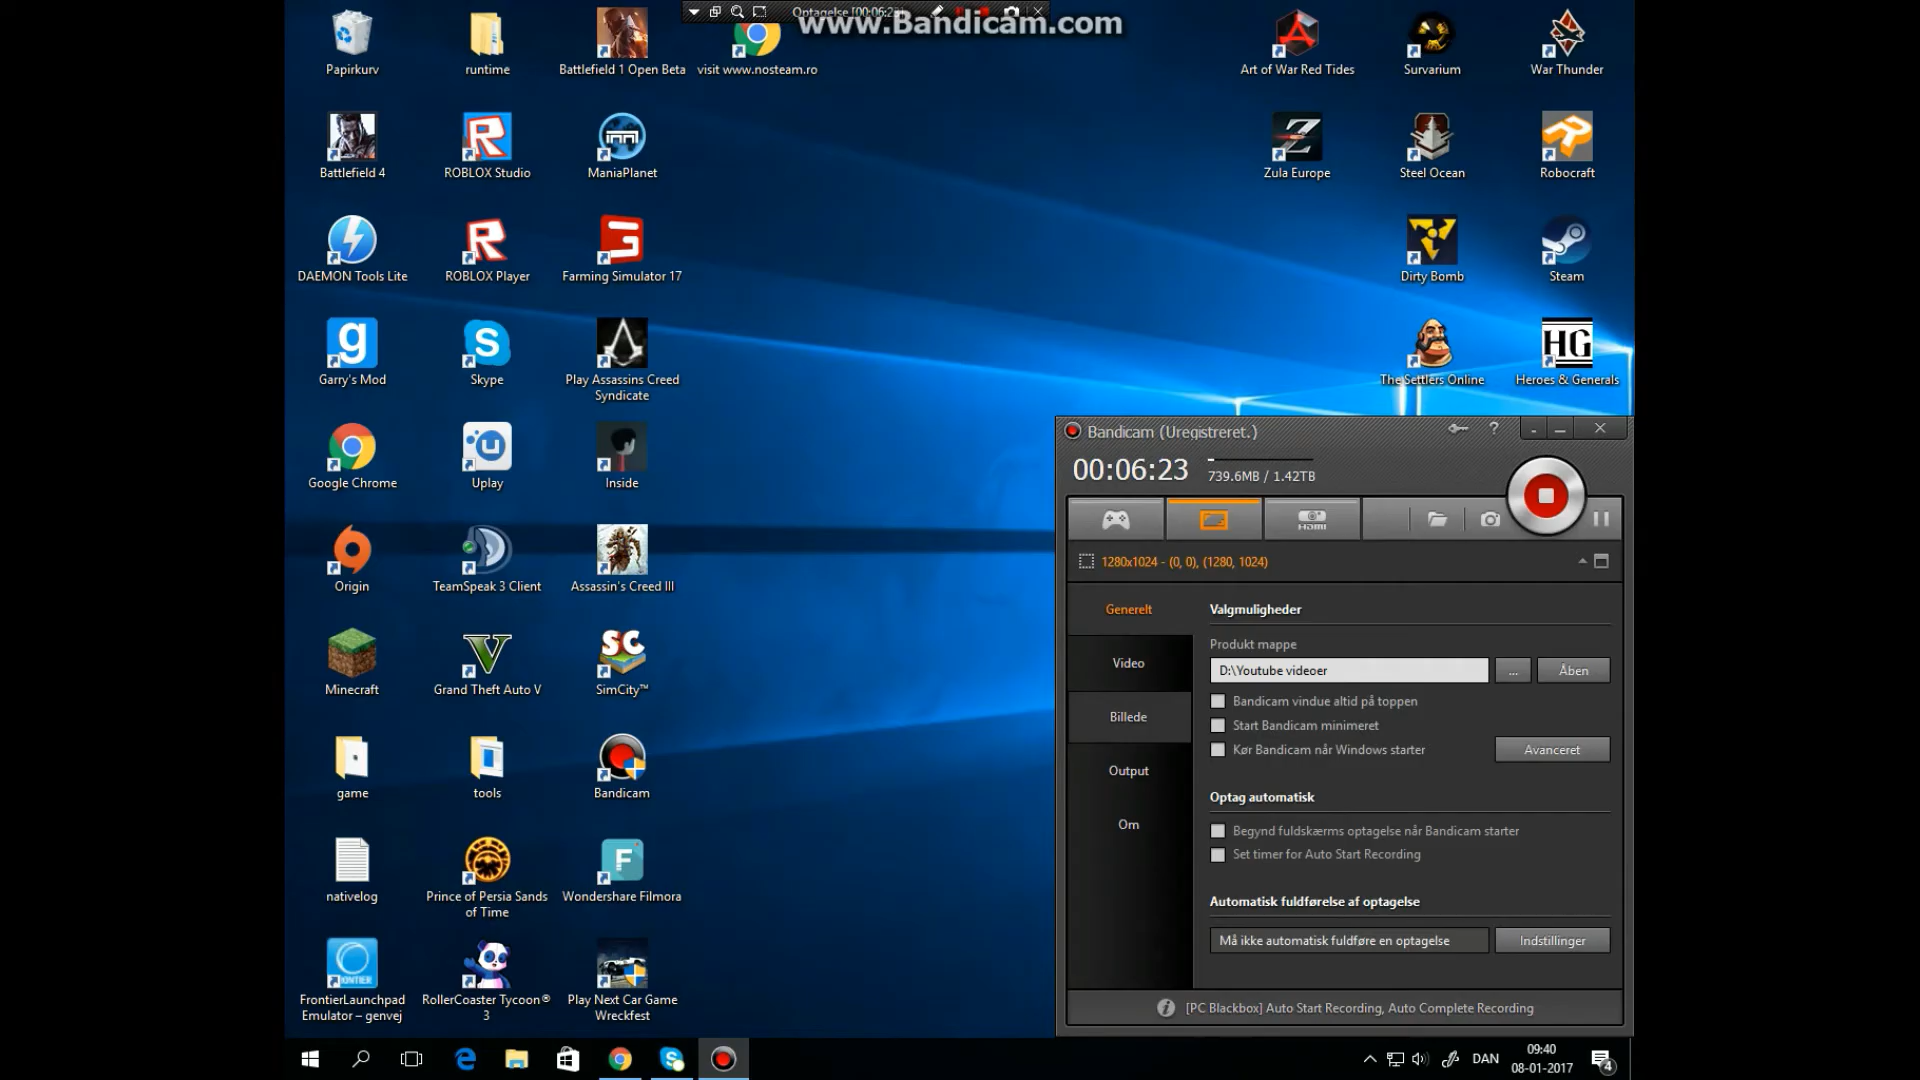 Optagelse [00:06:23]
www.Bandicam.com
Papirkurv
runtime
Battlefield 1 Open Beta
visit www.nosteam.ro
Art of War Red Tides
Survarium
War Thunder
Battlefield 4
ROBLOX Studio
ManiaPlanet
Zula Europe
Steel Ocean
Robocraft
DAEMON Tools Lite
ROBLOX Player
Farming Simulator 17
Dirty Bomb
Steam
Garry's Mod
Skype
Play Assassins Creed
Syndicate
The Settlers Online
HG
Heroes & Generals
Google Chrome
Uplay
Inside
Origin
TeamSpeak 3 Client
Assassin's Creed III
Minecraft
Grand Theft Auto V
SC
SimCity™
game
tools
Bandicam
nativelog
Prince of Persia Sands
of Time
Wondershare Filmora
FRONTIER
FrontierLaunchpad
Emulator – genvej
RollerCoaster Tycoon®
3
Play Next Car Game
Wreckfest
Bandicam (Uregistreret.)
00:06:23
739.6MB / 1.42TB
HDMI
1280x1024 - (0, 0), (1280, 1024)
Generelt
Video
Billede
Output
Om
Valgmuligheder
Produkt mappe
D:\Youtube videoer
...
Åben
Bandicam vindue altid på toppen
Start Bandicam minimeret
Kør Bandicam når Windows starter
Avanceret
Optag automatisk
Begynd fuldskærms optagelse når Bandicam starter
Set timer for Auto Start Recording
Automatisk fuldførelse af optagelse
Må ikke automatisk fuldføre en optagelse
Indstillinger
[PC Blackbox] Auto Start Recording, Auto Complete Recording
DAN
09:40
08-01-2017
4